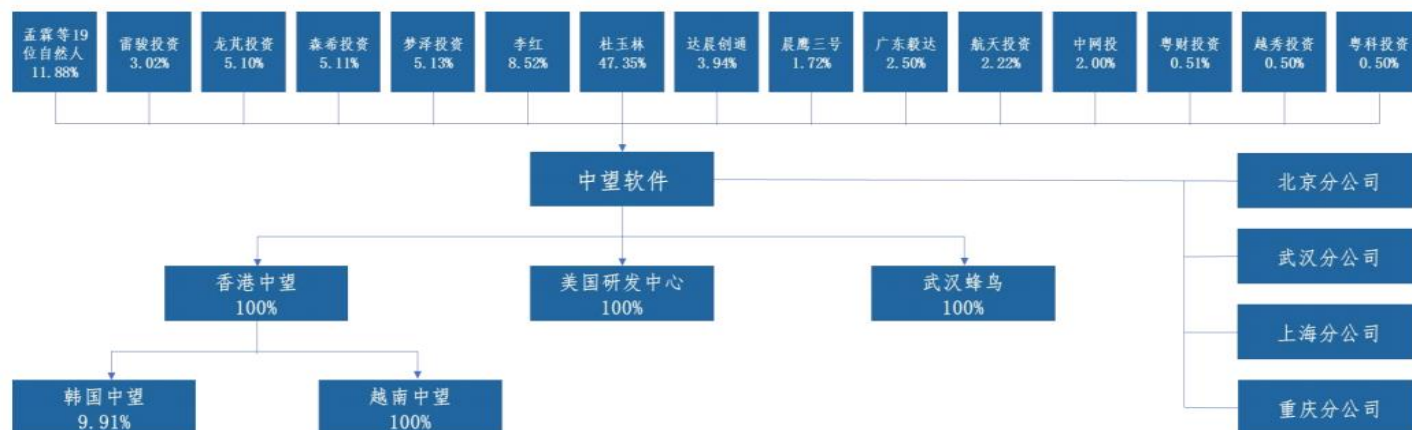 孟霖等19
位自然人
11.88%
雷骏投资
3.02%
龙芃投资
5.10%
森希投资
5.11%
梦泽投资
5.13%
李红
8.52%
杜玉林
47.35%
达晨创通
3.94%
晨鹰三号
1.72%
广东毅达
2.50%
航天投资
2.22%
中网投
2.00%
粤财投资
0.51%
越秀投资
0.50%
粤科投资
0.50%
中望软件
香港中望
100%
美国研发中心
100%
武汉蜂鸟
100%
韩国中望
9.91%
越南中望
100%
北京分公司
武汉分公司
上海分公司
重庆分公司